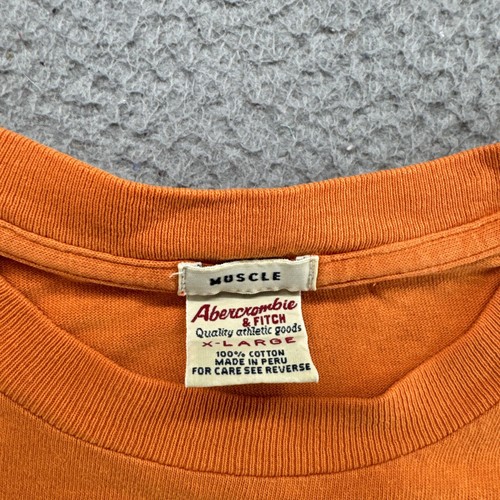 MUSCLE
Abercrombie
& FITCH
Quality athletic goods
X-LARGE
100% COTTON
MADE IN PERU
FOR CARE SEE REVERSE